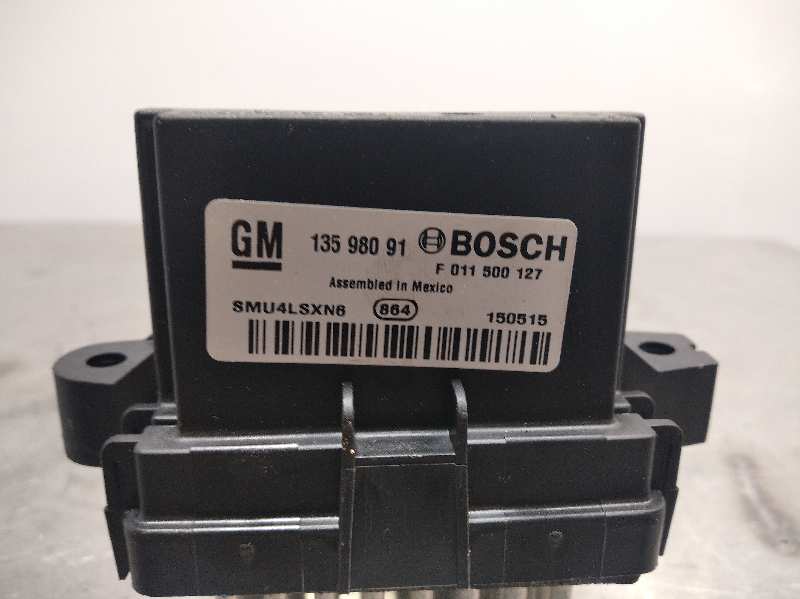 GM 135 980 91 BOSCH
F 011 500 127
Assembled in Mexico
SMU4LSXN6 864 150515